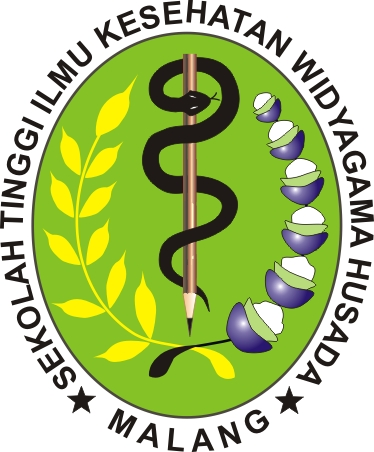 SEKOLAH TINGGI ILMU KESEHATAN WIDYAGAMA HUSADA
MALANG